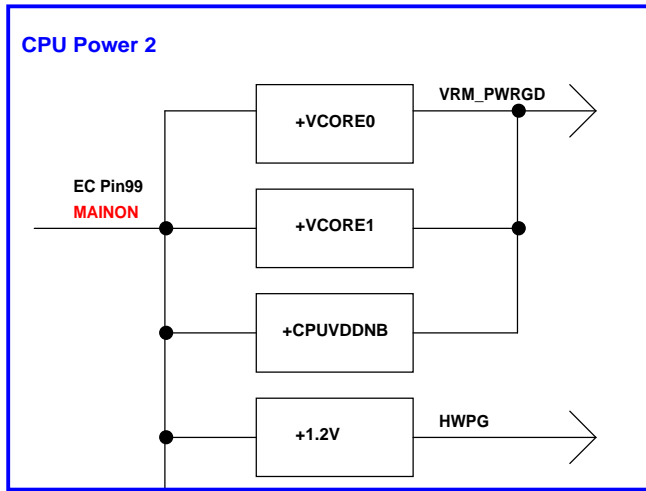 CPU Power 2
VRM_PWRGD
+VCORE0
EC Pin99
MAINON
+VCORE1
+CPUVDDNB
HWPG
+1.2V